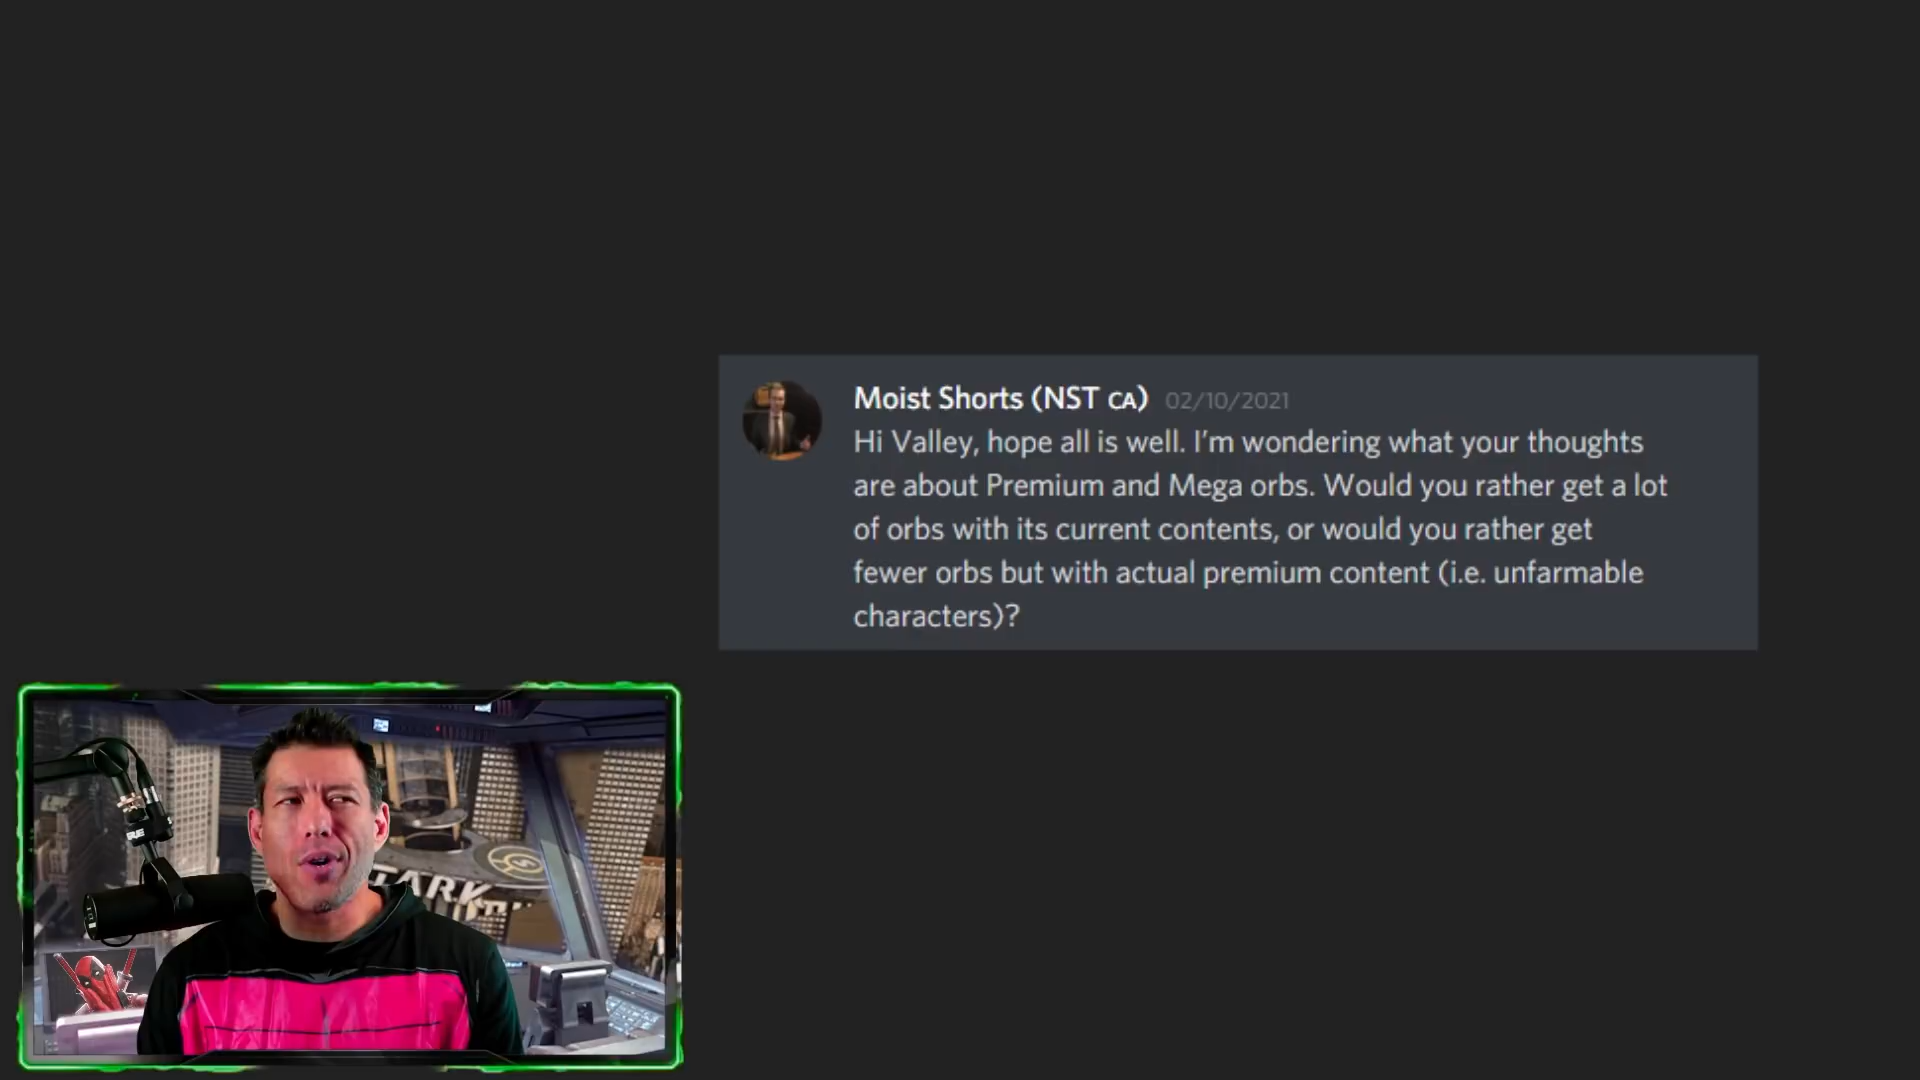 Moist Shorts (NST CA) 02/10/2021
Hi Valley, hope all is well. I'm wondering what your thoughts
are about Premium and Mega orbs. Would you rather get a lot
of orbs with its current contents, or would you rather get
fewer orbs but with actual premium content (i.e. unfarmable
characters)?
TARK